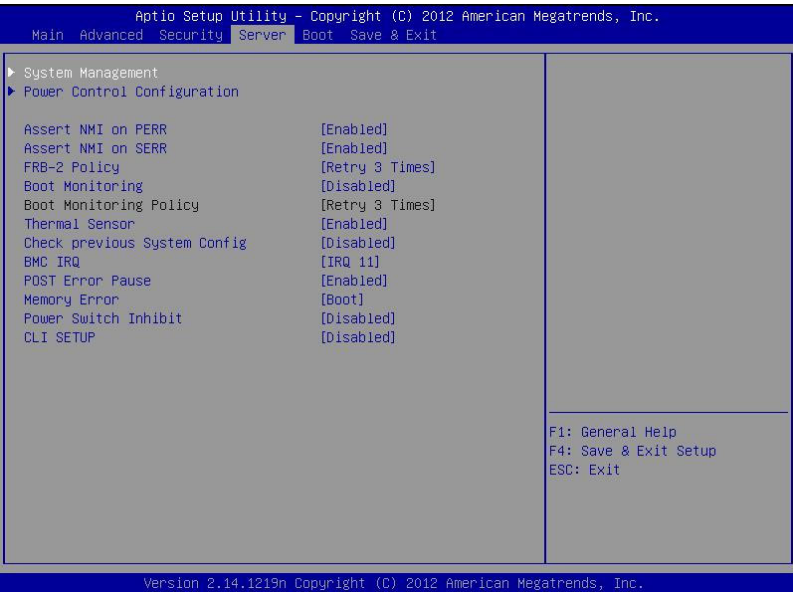 Aptio Setup Utility – Copyright (C) 2012 American Megatrends, Inc.
Main Advanced Security Server Boot Save & Exit
System Management
Power Control Configuration
Assert NMI on PERR [Enabled]
Assert NMI on SERR [Enabled]
FRB-2 Policy [Retry 3 Times]
Boot Monitoring [Disabled]
Boot Monitoring Policy [Retry 3 Times]
Thermal Sensor [Enabled]
Check previous System Config [Disabled]
BMC IRQ [IRQ 11]
POST Error Pause [Enabled]
Memory Error [Boot]
Power Switch Inhibit [Disabled]
CLI SETUP [Disabled]
F1: General Help
F4: Save & Exit Setup
ESC: Exit
Version 2.14.1219n Copyright (C) 2012 American Megatrends, Inc.